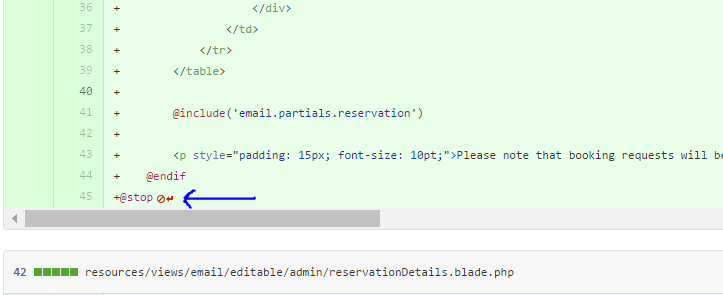 36 + </div>
37 + </td>
38 + </tr>
39 + </table>
40 +
41 + @include('email.partials.reservation')
42 +
43 + <p style="padding: 15px; font-size: 10pt;">Please note that booking requests will be
44 + @endif
45 +@stop
42 resources/views/email/editable/admin/reservationDetails.blade.php